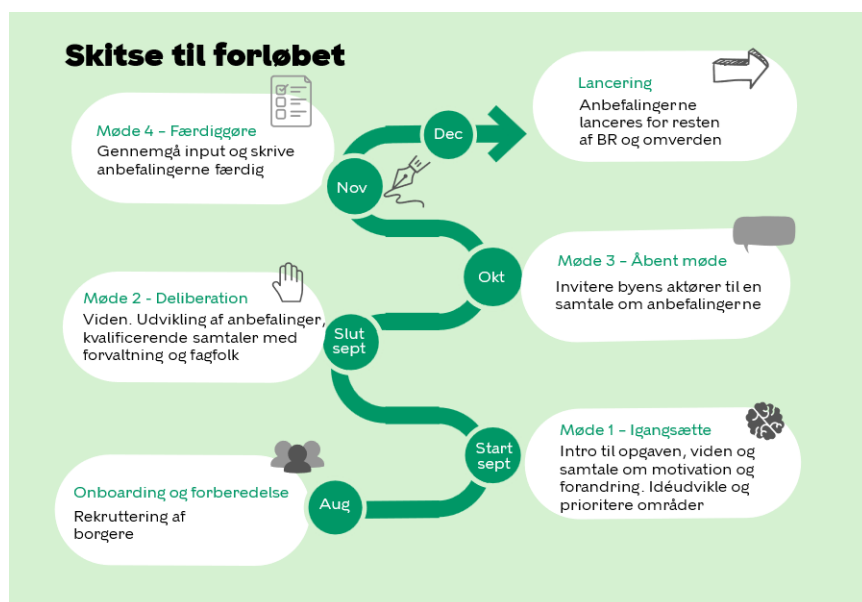 Skitse til forløbet
Lancering
Anbefalingerne
lanceres for resten
af BR og omverden
Dec
Møde 4 – Færdiggøre
Gennemgå input og skrive
anbefalingerne færdig
Nov
Møde 3 – Åbent møde
Invitere byens aktører til en
samtale om anbefalingerne
Okt
Møde 2 - Deliberation
Viden. Udvikling af anbefalinger,
kvalificerende samtaler med
forvaltning og fagfolk
Slut
sept
Møde 1 – Igangsætte
Intro til opgaven, viden og
samtale om motivation og
forandring. Idéudvikle og
prioritere områder
Start
sept
Onboarding og forberedelse
Rekruttering af
borgere
Aug